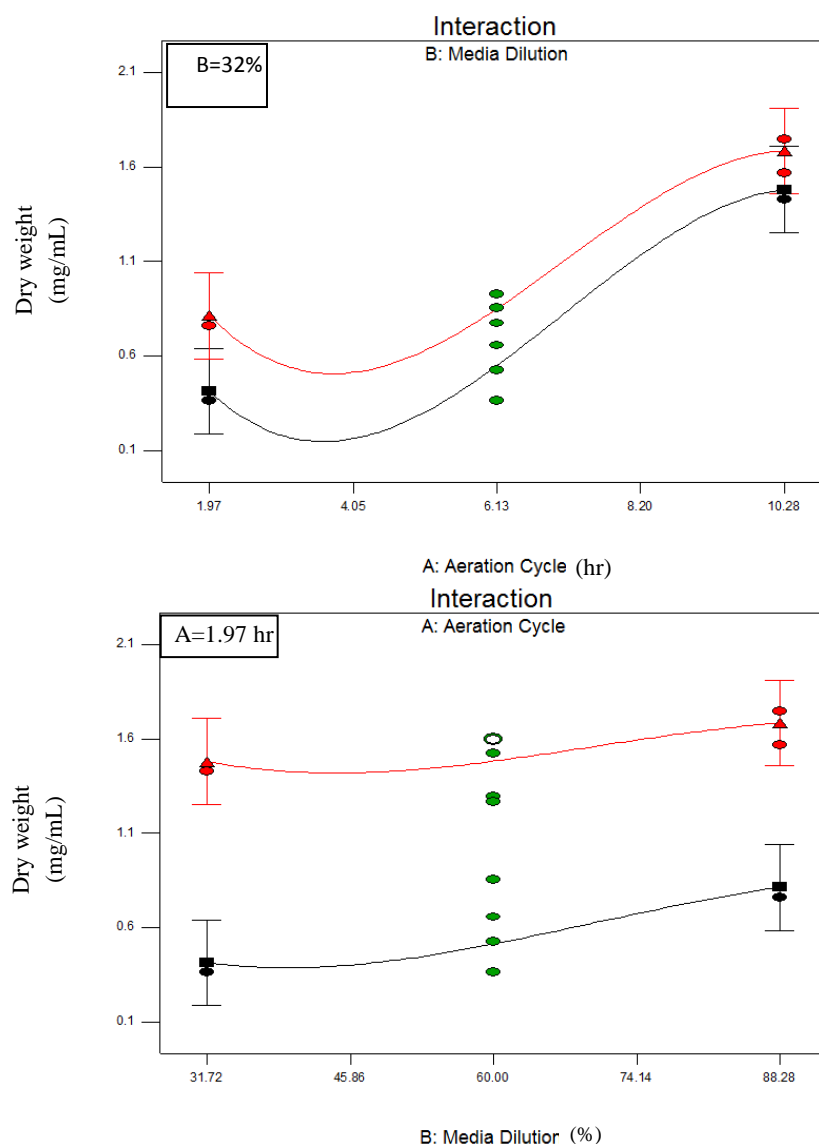 Interaction
B: Media Dilution
B=32%
2.1
1.6
1.1
0.6
0.1
Dry weight
(mg/mL)
1.97 4.05 6.13 8.20 10.28
A: Aeration Cycle (hr)
Interaction
A: Aeration Cycle
A=1.97 hr
2.1
1.6
1.1
0.6
0.1
Dry weight
(mg/mL)
31.72 45.86 60.00 74.14 88.28
B: Media Dilution (%)